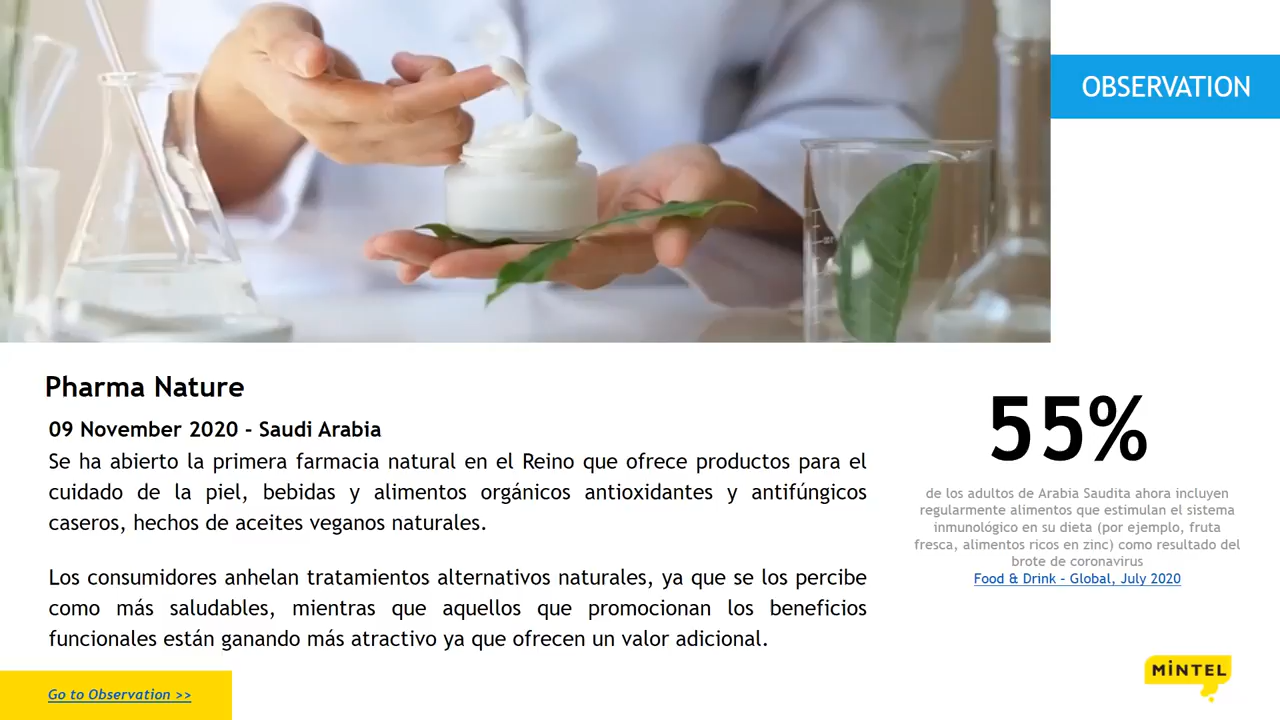 OBSERVATION
Pharma Nature
09 November 2020 - Saudi Arabia
Se ha abierto la primera farmacia natural en el Reino que ofrece productos para el
cuidado de la piel, bebidas y alimentos orgánicos antioxidantes y antifúngicos
caseros, hechos de aceites veganos naturales.
Los consumidores anhelan tratamientos alternativos naturales, ya que se los percibe
como más saludables, mientras que aquellos que promocionan los beneficios
funcionales están ganando más atractivo ya que ofrecen un valor adicional.
Go to Observation >>
55%
de los adultos de Arabia Saudita ahora incluyen
regularmente alimentos que estimulan el sistema
inmunológico en su dieta (por ejemplo, fruta
fresca, alimentos ricos en zinc) como resultado del
brote de coronavirus
Food & Drink – Global, July 2020
MINTEL